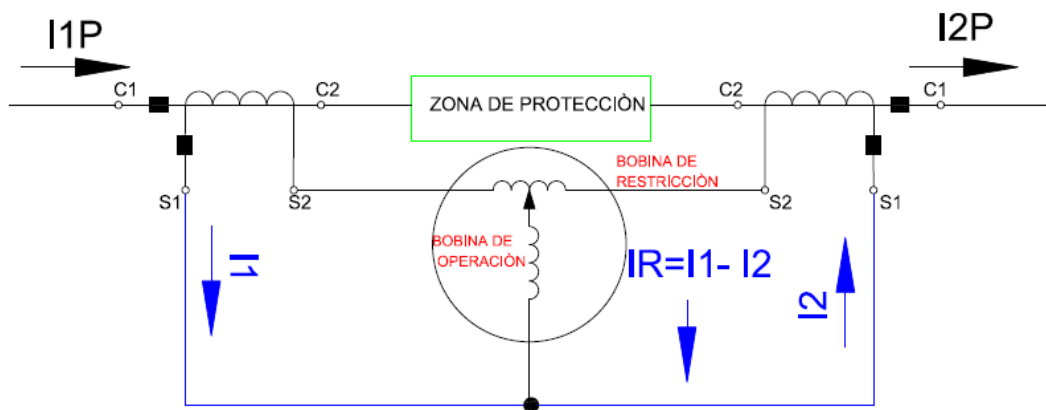 I1P
I2P
C1
C2
ZONA DE PROTECCIÒN
C2
C1
BOBINA DE
RESTRICCIÒN
S1
S2
S2
S1
BOBINA DE
OPERACIÒN
I1
IR=I1- I2
I2